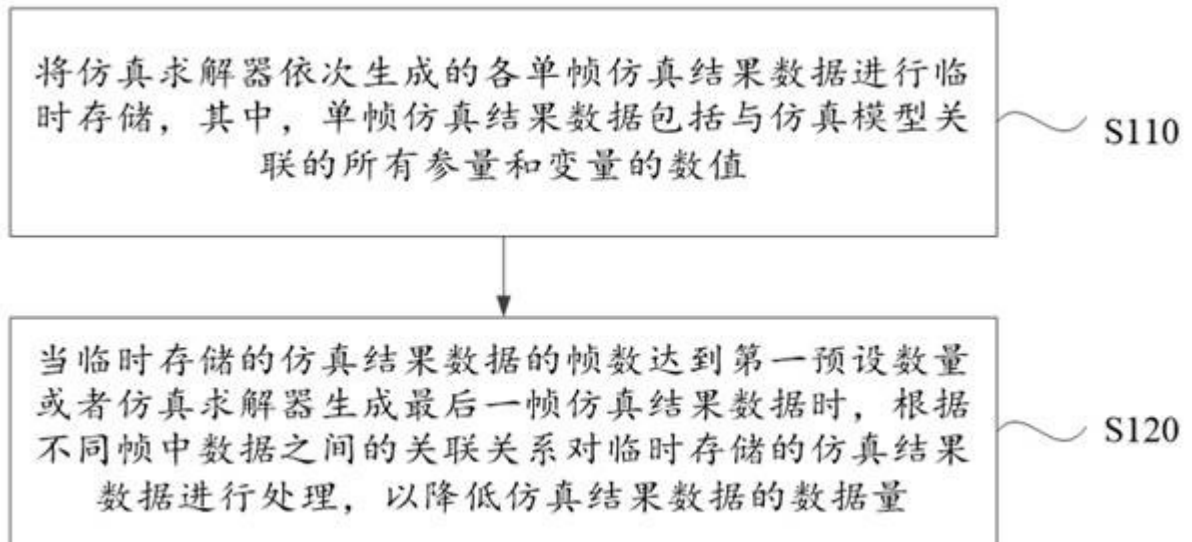 将仿真求解器依次生成的各单帧仿真结果数据进行临
时存储，其中，单帧仿真结果数据包括与仿真模型关
联的所有参量和变量的数值
S110
当临时存储的仿真结果数据的帧数达到第一预设数量
或者仿真求解器生成最后一帧仿真结果数据时，根据
不同帧中数据之间的关联关系对临时存储的仿真结果
数据进行处理，以降低仿真结果数据的数据量
S120